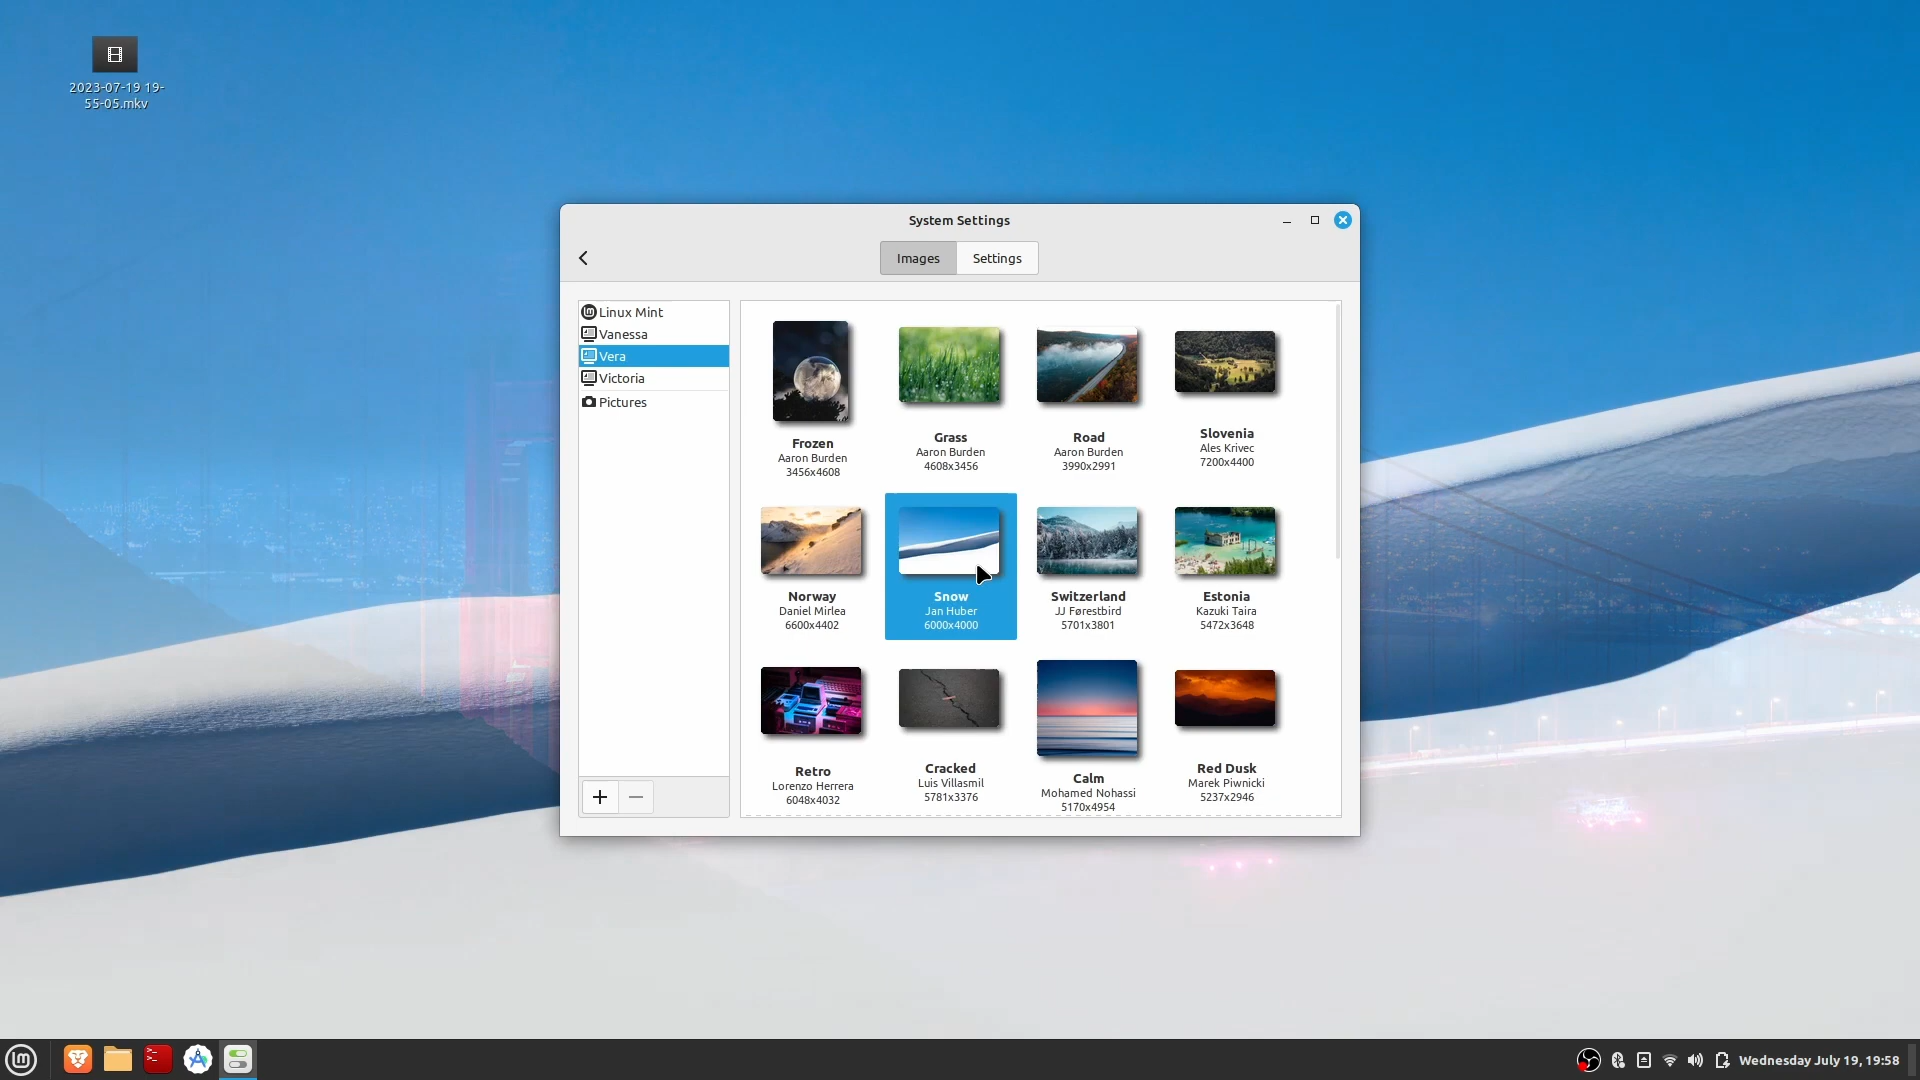 2023-07-19 19-
55-05.mkv
System Settings
Images
Settings
Linux Mint
Vanessa
Vera
Victoria
Pictures
Frozen
Aaron Burden
3456x4608
Grass
Aaron Burden
4608x3456
Road
Aaron Burden
3990x2991
Slovenia
Ales Krivec
7200x4400
Norway
Daniel Mirlea
6600x4402
Snow
Jan Huber
6000x4000
Switzerland
JJ Førestbird
5701x3801
Estonia
Kazuki Taira
5472x3648
Retro
Lorenzo Herrera
6048x4032
Cracked
Luis Villasmil
5781x3376
Calm
Mohamed Nohassi
5170x4954
Red Dusk
Marek Piwnicki
5237x2946
Wednesday July 19, 19:58